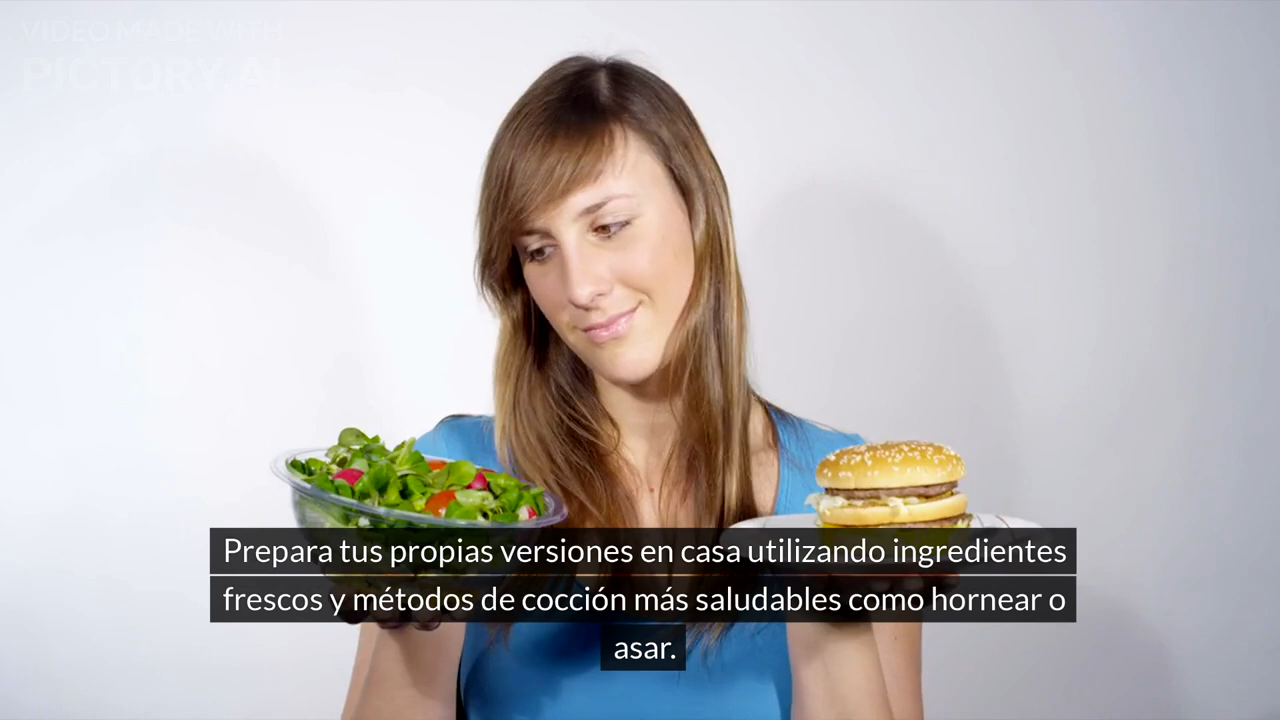 VIDEO MADE WITH
PICTORY.AI
Prepara tus propias versiones en casa utilizando ingredientes
frescos y métodos de cocción más saludables como hornear o
asar.